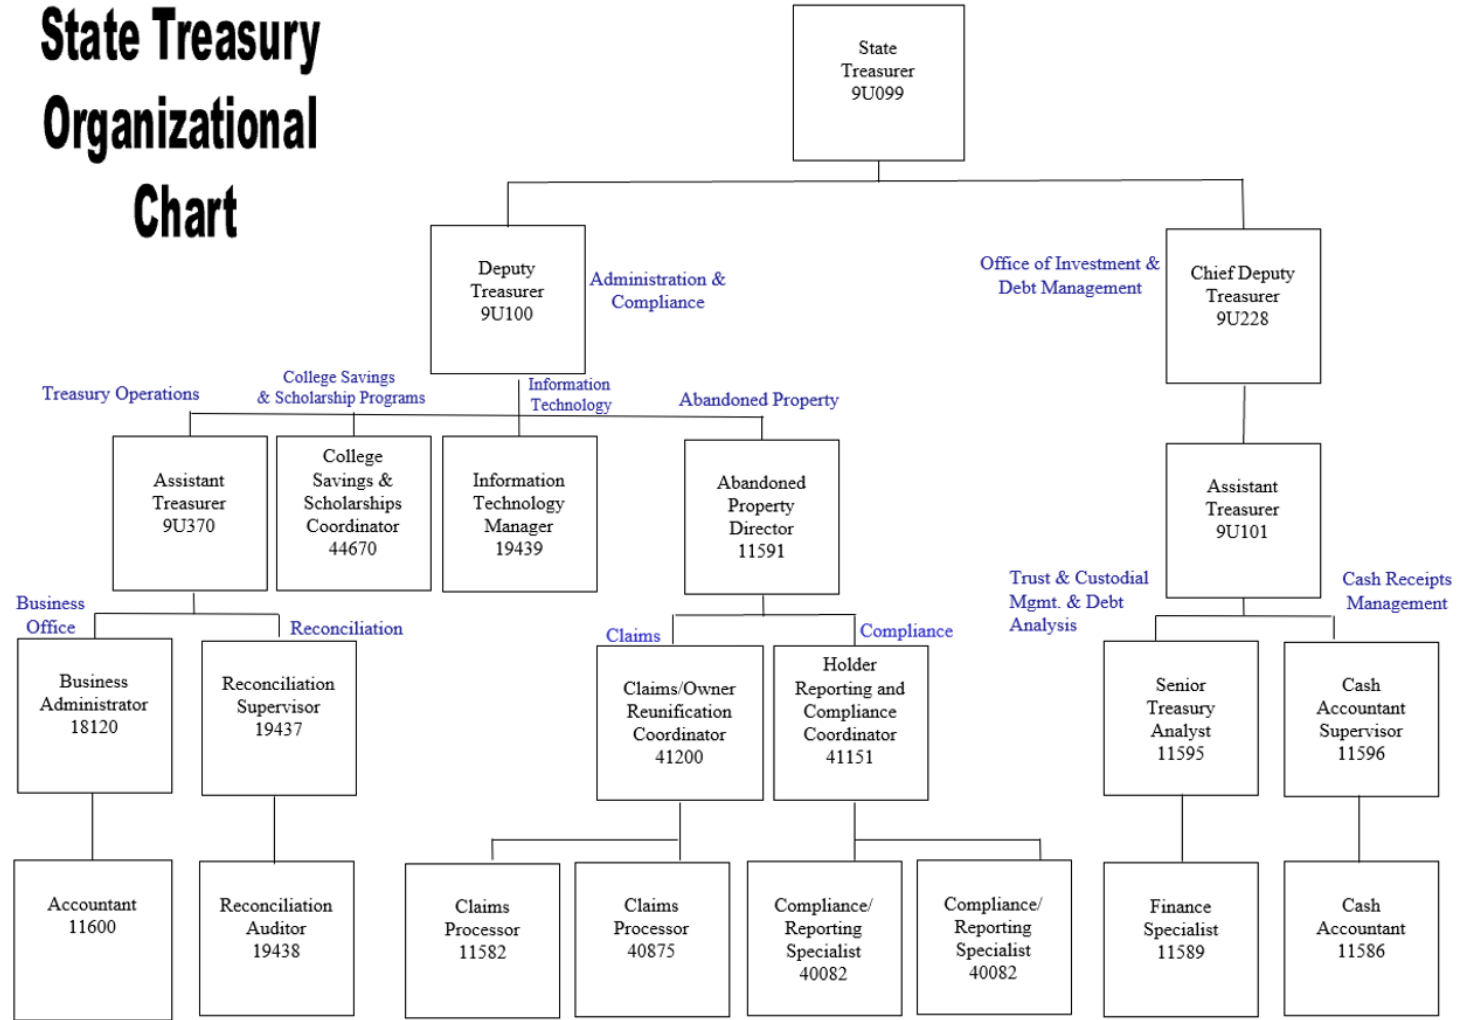 State Treasury
Organizational
Chart
State
Treasurer
9U099
Deputy
Treasurer
9U100
Administration &
Compliance
Office of Investment &
Debt Management
Chief Deputy
Treasurer
9U228
Treasury Operations
College Savings
& Scholarship Programs
Information
Technology
Abandoned Property
Assistant
Treasurer
9U370
College
Savings &
Scholarships
Coordinator
44670
Information
Technology
Manager
19439
Abandoned
Property
Director
11591
Assistant
Treasurer
9U101
Business
Office
Reconciliation
Claims
Compliance
Trust & Custodial
Mgmt. & Debt
Analysis
Cash Receipts
Management
Business
Administrator
18120
Reconciliation
Supervisor
19437
Claims/Owner
Reunification
Coordinator
41200
Holder
Reporting and
Compliance
Coordinator
41151
Senior
Treasury
Analyst
11595
Cash
Accountant
Supervisor
11596
Accountant
11600
Reconciliation
Auditor
19438
Claims
Processor
11582
Claims
Processor
40875
Compliance/
Reporting
Specialist
40082
Compliance/
Reporting
Specialist
40082
Finance
Specialist
11589
Cash
Accountant
11586